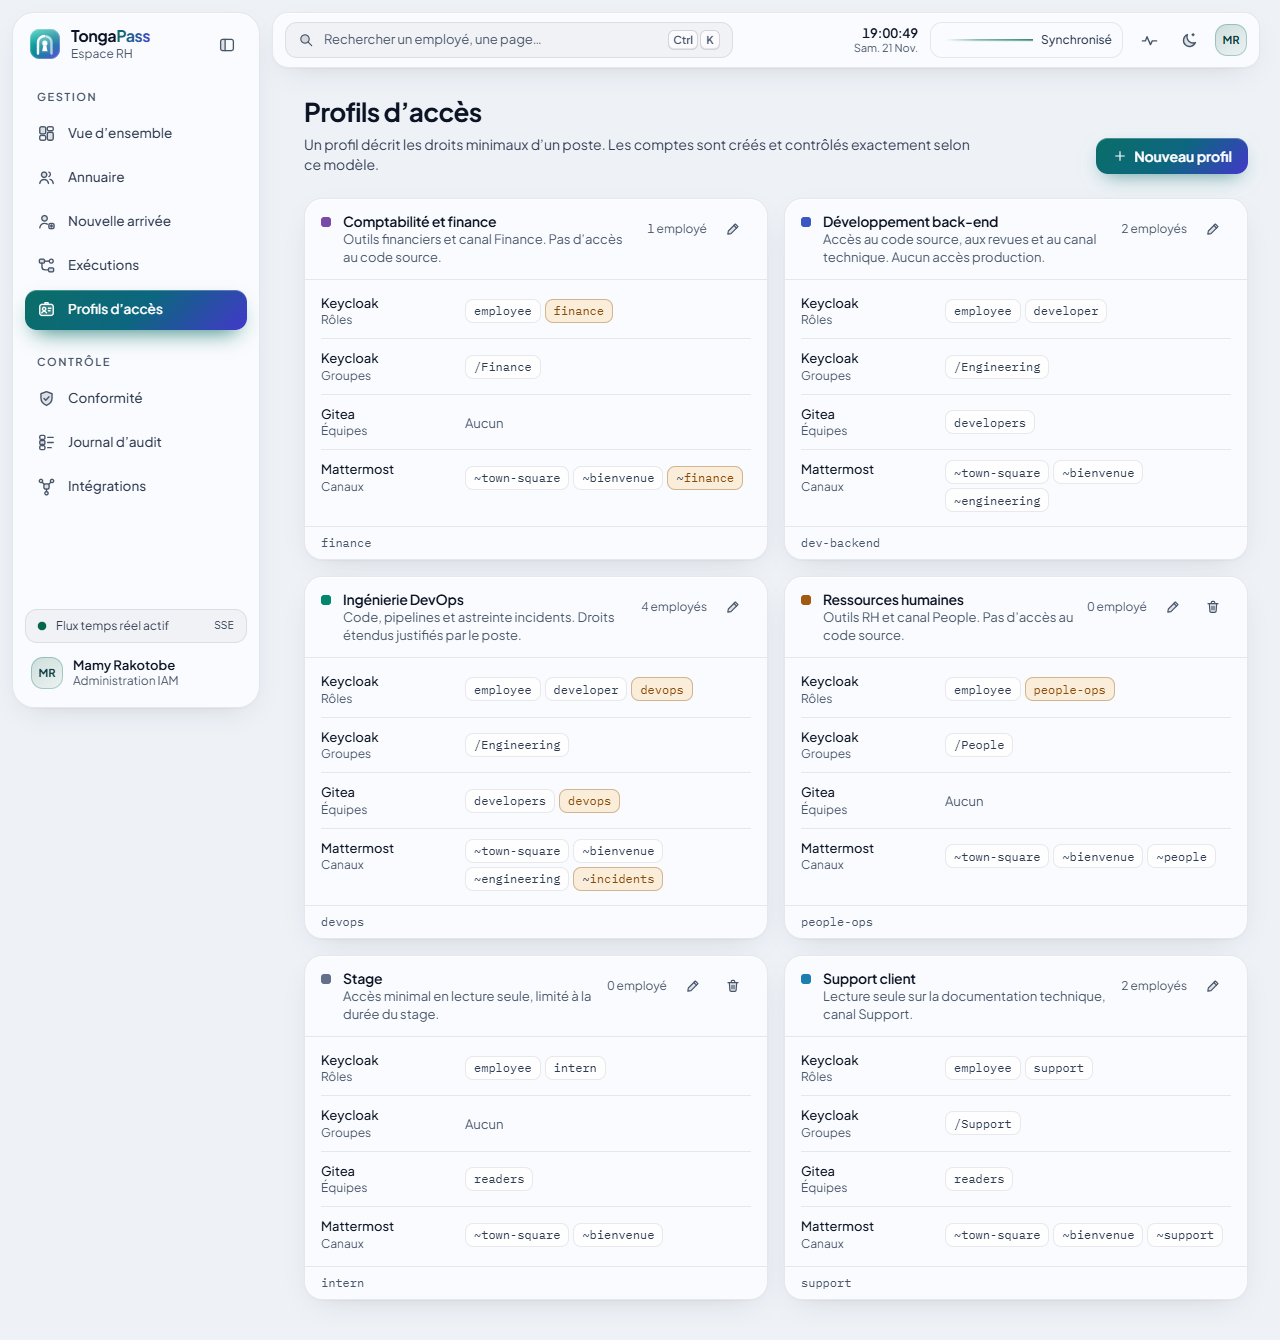 TongaPass
Espace RH
GESTION
Vue d’ensemble
Annuaire
Nouvelle arrivée
Exécutions
Profils d’accès
CONTRÔLE
Conformité
Journal d’audit
Intégrations
Flux temps réel actif SSE
MR
Mamy Rakotobe
Administration IAM
Rechercher un employé, une page… Ctrl K
19:00:49
Sam. 21 Nov.
Synchronisé
MR
Profils d’accès
Un profil décrit les droits minimaux d’un poste. Les comptes sont créés et contrôlés exactement selon
ce modèle.
Nouveau profil
Comptabilité et finance
Outils financiers et canal Finance. Pas d’accès
au code source.
1 employé
Keycloak
Rôles
employee finance
Keycloak
Groupes
/Finance
Gitea
Équipes
Aucun
Mattermost
Canaux
~town-square ~bienvenue ~finance
finance
Développement back-end
Accès au code source, aux revues et au canal
technique. Aucun accès production.
2 employés
Keycloak
Rôles
employee developer
Keycloak
Groupes
/Engineering
Gitea
Équipes
developers
Mattermost
Canaux
~town-square ~bienvenue
~engineering
dev-backend
Ingénierie DevOps
Code, pipelines et astreinte incidents. Droits
étendus justifiés par le poste.
4 employés
Keycloak
Rôles
employee developer devops
Keycloak
Groupes
/Engineering
Gitea
Équipes
developers devops
Mattermost
Canaux
~town-square ~bienvenue
~engineering ~incidents
devops
Ressources humaines
Outils RH et canal People. Pas d’accès au
code source.
0 employé
Keycloak
Rôles
employee people-ops
Keycloak
Groupes
/People
Gitea
Équipes
Aucun
Mattermost
Canaux
~town-square ~bienvenue ~people
people-ops
Stage
Accès minimal en lecture seule, limité à la
durée du stage.
0 employé
Keycloak
Rôles
employee intern
Keycloak
Groupes
Aucun
Gitea
Équipes
readers
Mattermost
Canaux
~town-square ~bienvenue
intern
Support client
Lecture seule sur la documentation technique,
canal Support.
2 employés
Keycloak
Rôles
employee support
Keycloak
Groupes
/Support
Gitea
Équipes
readers
Mattermost
Canaux
~town-square ~bienvenue ~support
support